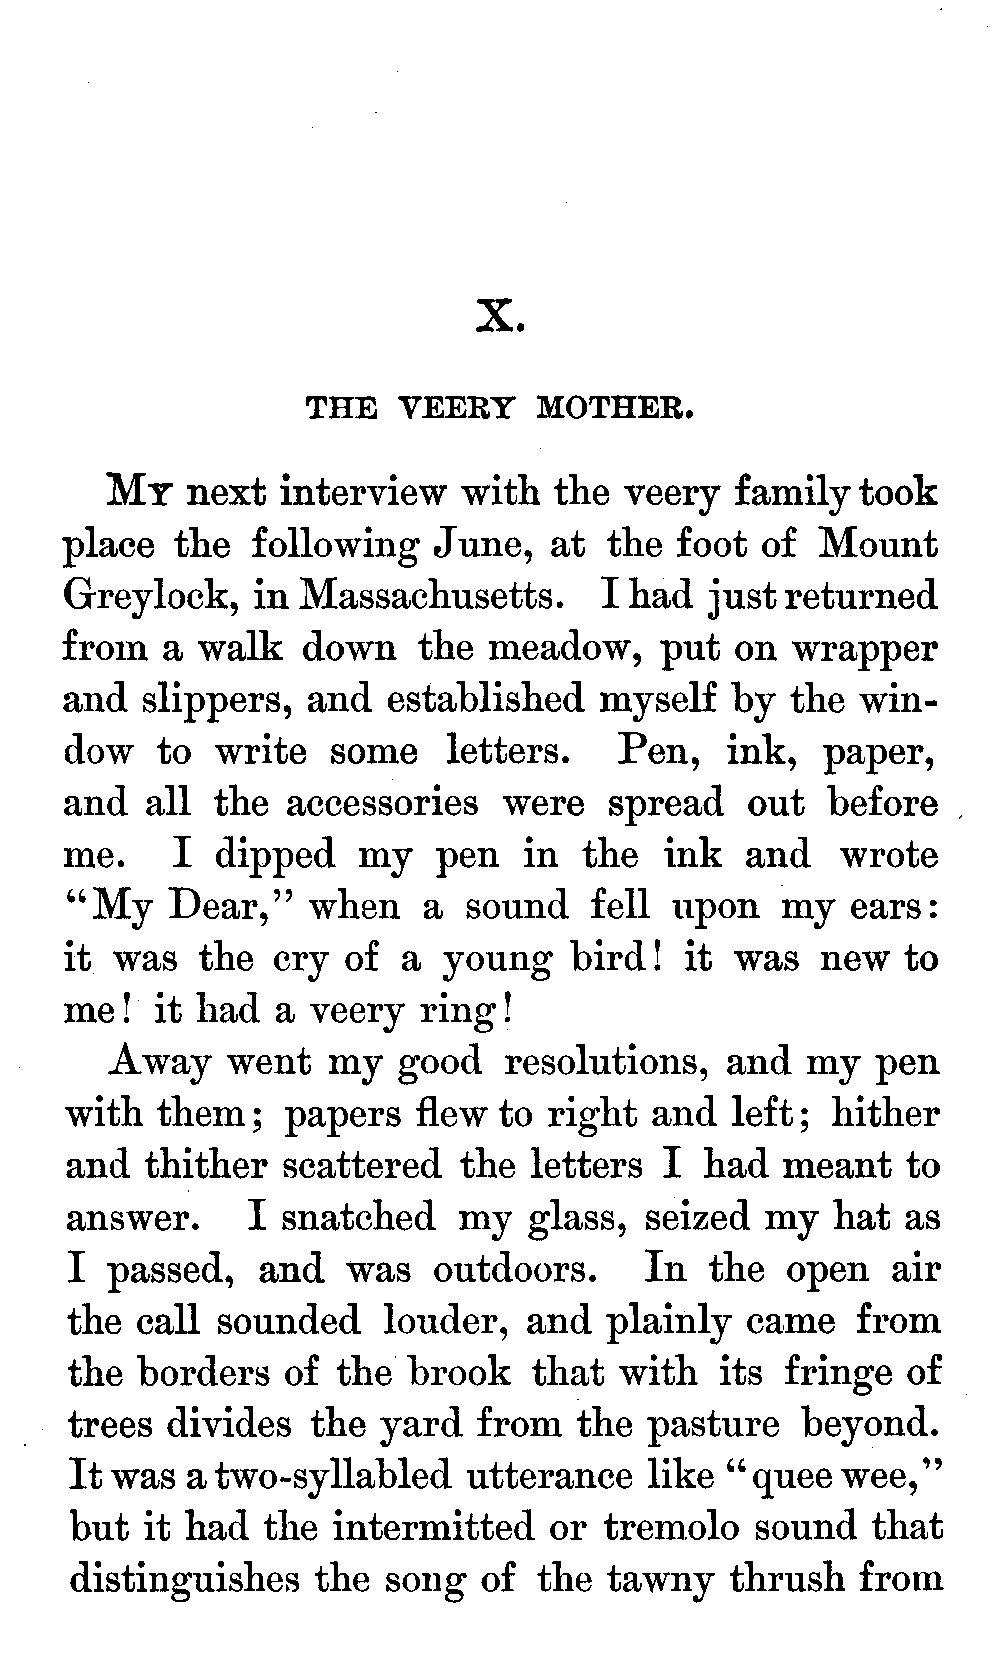 X.
THE VEERY MOTHER.
MY next interview with the veery family took
place the following June, at the foot of Mount
Greylock, in Massachusetts. I had just returned
from a walk down the meadow, put on wrapper
and slippers, and established myself by the win-
dow to write some letters. Pen, ink, paper,
and all the accessories were spread out before
me. I dipped my pen in the ink and wrote
“My Dear,” when a sound fell upon my ears:
it was the cry of a young bird! it was new to
me! it had a veery ring!
Away went my good resolutions, and my pen
with them; papers flew to right and left; hither
and thither scattered the letters I had meant to
answer. I snatched my glass, seized my hat as
I passed, and was outdoors. In the open air
the call sounded louder, and plainly came from
the borders of the brook that with its fringe of
trees divides the yard from the pasture beyond.
It was a two-syllabled utterance like “quee wee,”
but it had the intermitted or tremolo sound that
distinguishes the song of the tawny thrush from